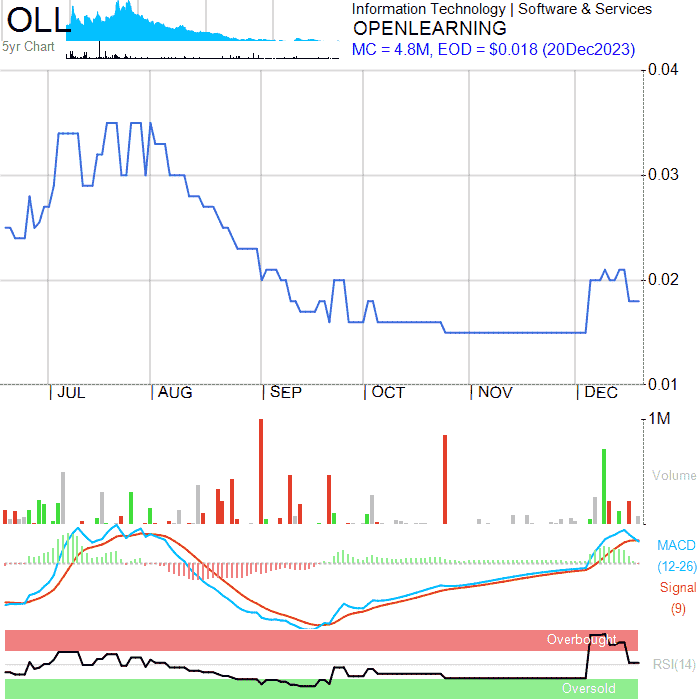 OLL
5yr Chart
Information Technology | Software & Services
OPENLEARNING
MC = 4.8M, EOD = $0.018 (20Dec2023)
0.04
0.03
0.02
0.01
| JUL | AUG | SEP | OCT | NOV | DEC
1M
Volume
MACD
(12-26)
Signal
(9)
Overbought
RSI(14)
Oversold